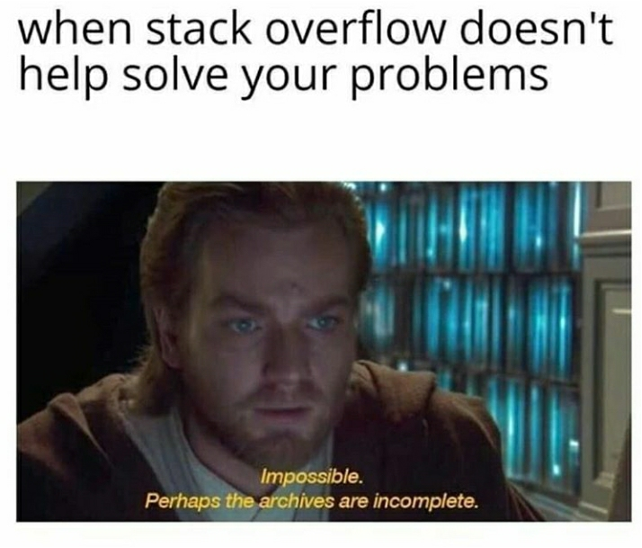 when stack overflow doesn't
help solve your problems
Impossible.
Perhaps the archives are incomplete.